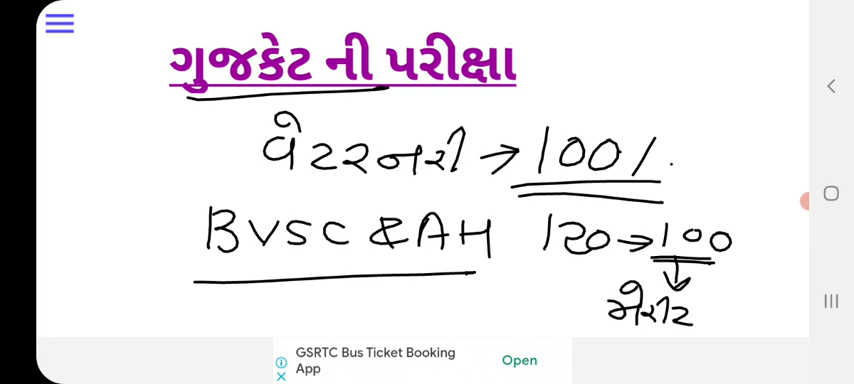 ગુજકેટ ની પરીક્ષા
વેટરનરી → 100%
BVSC & AH 120 → 100
↓
મેરીટ
GSRTC Bus Ticket Booking
App
Open